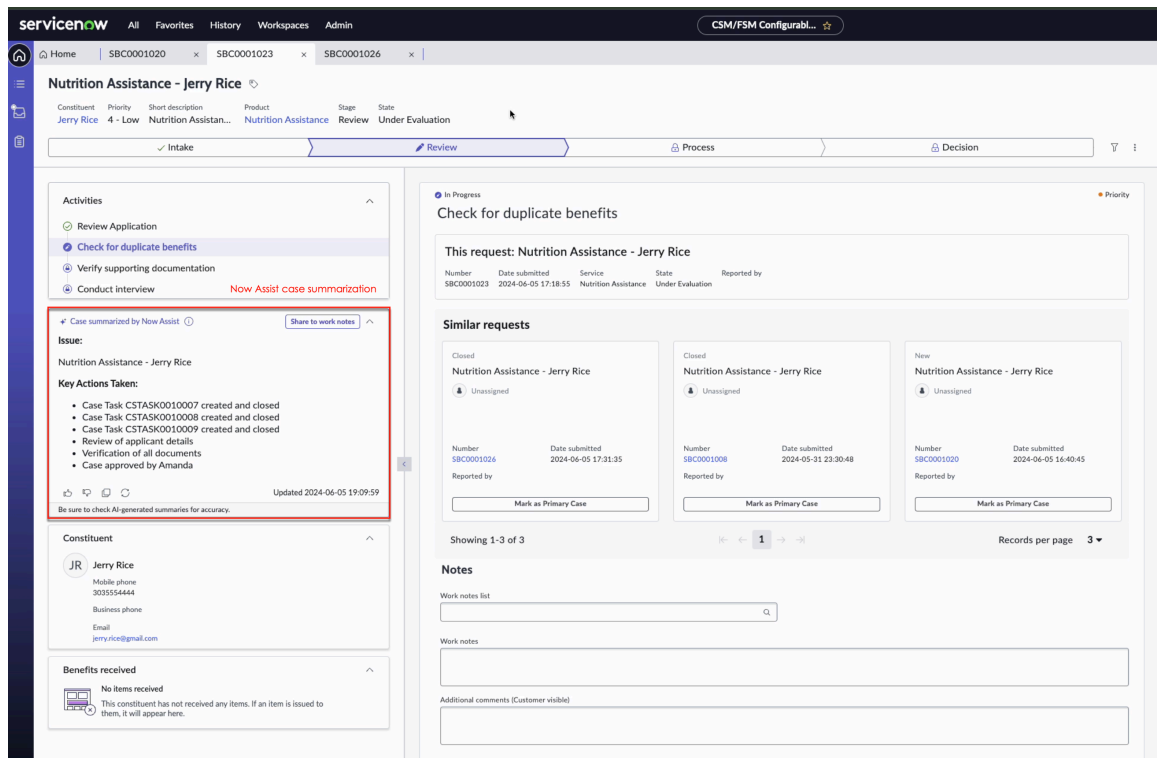 servicenow All Favorites History Workspaces Admin CSM/FSM Configurabl...
Home SBC0001020 × SBC0001023 × SBC0001026 ×
Nutrition Assistance - Jerry Rice
Constituent Priority Short description Product Stage State
Jerry Rice 4 - Low Nutrition Assistan... Nutrition Assistance Review Under Evaluation
Intake Review Process Decision
Activities
Review Application
Check for duplicate benefits
Verify supporting documentation
Conduct interview
Now Assist case summarization
Case summarized by Now Assist Share to work notes
Issue:
Nutrition Assistance - Jerry Rice
Key Actions Taken:
• Case Task CSTASK0010007 created and closed
• Case Task CSTASK0010008 created and closed
• Case Task CSTASK0010009 created and closed
• Review of applicant details
• Verification of all documents
• Case approved by Amanda
Updated 2024-06-05 19:09:59
Be sure to check AI-generated summaries for accuracy.
Constituent
JR Jerry Rice
Mobile phone
3035554444
Business phone
Email
jerry.rice@gmail.com
Benefits received
No items received
This constituent has not received any items. If an item is issued to
them, it will appear here.
In Progress Priority
Check for duplicate benefits
This request: Nutrition Assistance - Jerry Rice
Number Date submitted Service State Reported by
SBC0001023 2024-06-05 17:18:55 Nutrition Assistance Under Evaluation
Similar requests
Closed
Nutrition Assistance - Jerry Rice
Unassigned
Number Date submitted
SBC0001026 2024-06-05 17:31:35
Reported by
Mark as Primary Case
Closed
Nutrition Assistance - Jerry Rice
Unassigned
Number Date submitted
SBC0001008 2024-05-31 23:30:48
Reported by
Mark as Primary Case
New
Nutrition Assistance - Jerry Rice
Unassigned
Number Date submitted
SBC0001020 2024-06-05 16:40:45
Reported by
Mark as Primary Case
Showing 1-3 of 3 1 Records per page 3
Notes
Work notes list
Work notes
Additional comments (Customer visible)